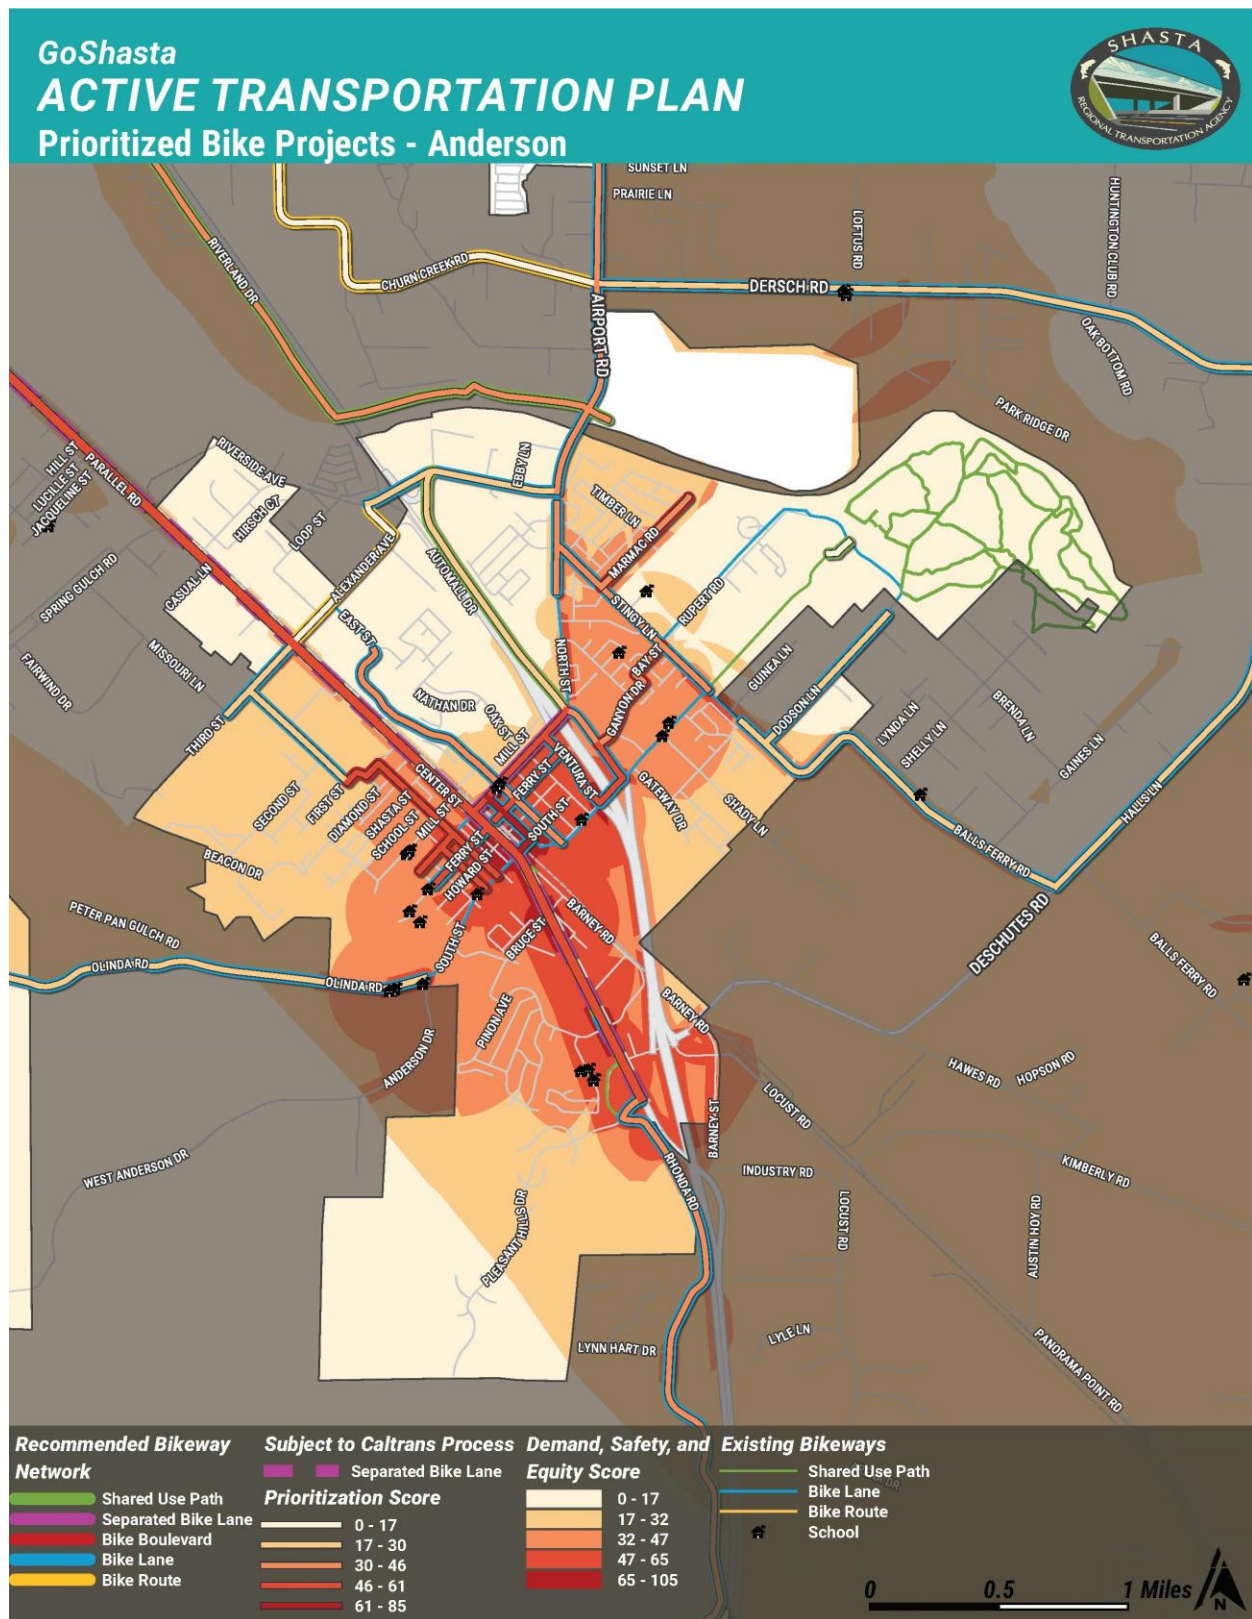 GoShasta
ACTIVE TRANSPORTATION PLAN
Prioritized Bike Projects - Anderson
SHASTA
REGIONAL TRANSPORTATION AGENCY
SUNSET LN
PRAIRIE LN
LOFTUS RD
HUNTINGTON CLUB RD
RIVERLAND DR
CHURN CREEK RD
DERSCH RD
AIRPORT RD
OAK BOTTOM RD
PARK RIDGE DR
HILL ST
LUCILLE ST
JACQUELINE ST
PARALLEL RD
RIVERSIDE AVE
HIRSCH CT
LOOP ST
EBBY LN
TIMBER LN
MARMAC RD
ALEXANDER AVE
AUTOMALL DR
SPRING GULCH RD
CASUAL LN
EAST ST
STINGY LN
RUPERT RD
NORTH ST
BAY ST
GUINEA LN
MISSOURI LN
FAIRWIND DR
NATHAN DR
OAK ST
MILL ST
GANYON DR
DODSON LN
LYNDA LN
SHELLY LN
BRENDA LN
GAINES LN
THIRD ST
CENTER ST
FERRY ST
VENTURA ST
SOUTH ST
GATEWAY DR
SHADY LN
HALLS LN
SECOND ST
FIRST ST
DIAMOND ST
SHASTA ST
SCHOOL ST
MILL ST
FERRY ST
HOWARD ST
BALLS FERRY RD
BEACON DR
PETER PAN GULCH RD
OLINDA RD
OLINDA RD
SOUTH ST
BRUCE ST
BARNEY RD
DESCHUTES RD
BALLS FERRY RD
PINON AVE
BARNEY RD
ANDERSON DR
HAWES RD
HOPSON RD
LOCUST RD
BARNEY ST
WEST ANDERSON DR
RHONDA RD
INDUSTRY RD
KIMBERLY RD
LOCUST RD
AUSTIN HOY RD
PLEASANT HILLS DR
LYNN HART DR
LYLE LN
PANORAMA POINT RD
Recommended Bikeway
Network
Shared Use Path
Separated Bike Lane
Bike Boulevard
Bike Lane
Bike Route
Subject to Caltrans Process
Separated Bike Lane
Prioritization Score
0 - 17
17 - 30
30 - 46
46 - 61
61 - 85
Demand, Safety, and
Equity Score
0 - 17
17 - 32
32 - 47
47 - 65
65 - 105
Existing Bikeways
Shared Use Path
Bike Lane
Bike Route
School
0 0.5 1 Miles
N